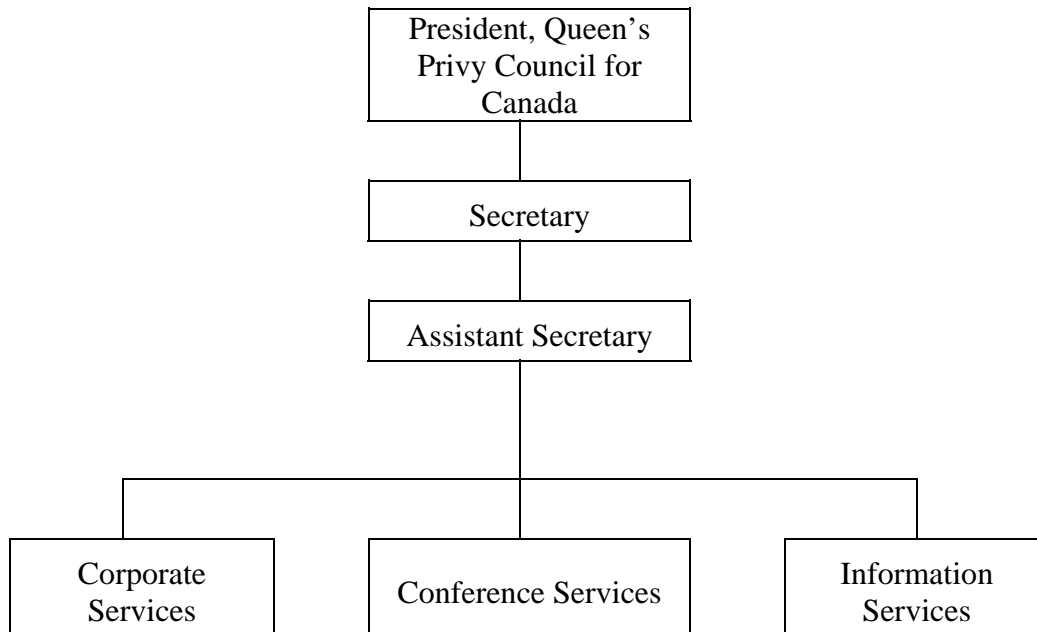 President, Queen’s
Privy Council for
Canada
Secretary
Assistant Secretary
Corporate
Services
Conference Services
Information
Services